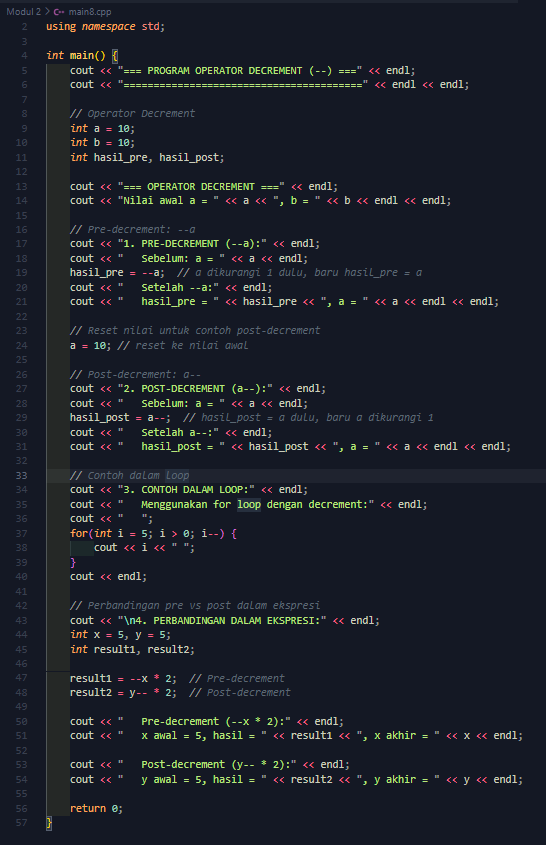 Modul 2 > C++ main8.cpp
2 using namespace std;
3
4 int main() {
5     cout << "=== PROGRAM OPERATOR DECREMENT (--) ===" << endl;
6     cout << "========================================" << endl << endl;
7
8     // Operator Decrement
9     int a = 10;
10     int b = 10;
11     int hasil_pre, hasil_post;
12
13     cout << "=== OPERATOR DECREMENT ===" << endl;
14     cout << "Nilai awal a = " << a << ", b = " << b << endl << endl;
15
16     // Pre-decrement: --a
17     cout << "1. PRE-DECREMENT (--a):" << endl;
18     cout << "   Sebelum: a = " << a << endl;
19     hasil_pre = --a;  // a dikurangi 1 dulu, baru hasil_pre = a
20     cout << "   Setelah --a:" << endl;
21     cout << "   hasil_pre = " << hasil_pre << ", a = " << a << endl << endl;
22
23     // Reset nilai untuk contoh post-decrement
24     a = 10; // reset ke nilai awal
25
26     // Post-decrement: a--
27     cout << "2. POST-DECREMENT (a--):" << endl;
28     cout << "   Sebelum: a = " << a << endl;
29     hasil_post = a--;  // hasil_post = a dulu, baru a dikurangi 1
30     cout << "   Setelah a--:" << endl;
31     cout << "   hasil_post = " << hasil_post << ", a = " << a << endl << endl;
32
33     // Contoh dalam loop
34     cout << "3. CONTOH DALAM LOOP:" << endl;
35     cout << "   Menggunakan for loop dengan decrement:" << endl;
36     cout << "   ";
37     for(int i = 5; i > 0; i--) {
38         cout << i << " ";
39     }
40     cout << endl;
41
42     // Perbandingan pre vs post dalam ekspresi
43     cout << "\n4. PERBANDINGAN DALAM EKSPRESI:" << endl;
44     int x = 5, y = 5;
45     int result1, result2;
46
47     result1 = --x * 2;  // Pre-decrement
48     result2 = y-- * 2;  // Post-decrement
49
50     cout << "   Pre-decrement (--x * 2):" << endl;
51     cout << "   x awal = 5, hasil = " << result1 << ", x akhir = " << x << endl;
52
53     cout << "   Post-decrement (y-- * 2):" << endl;
54     cout << "   y awal = 5, hasil = " << result2 << ", y akhir = " << y << endl;
55
56     return 0;
57 }